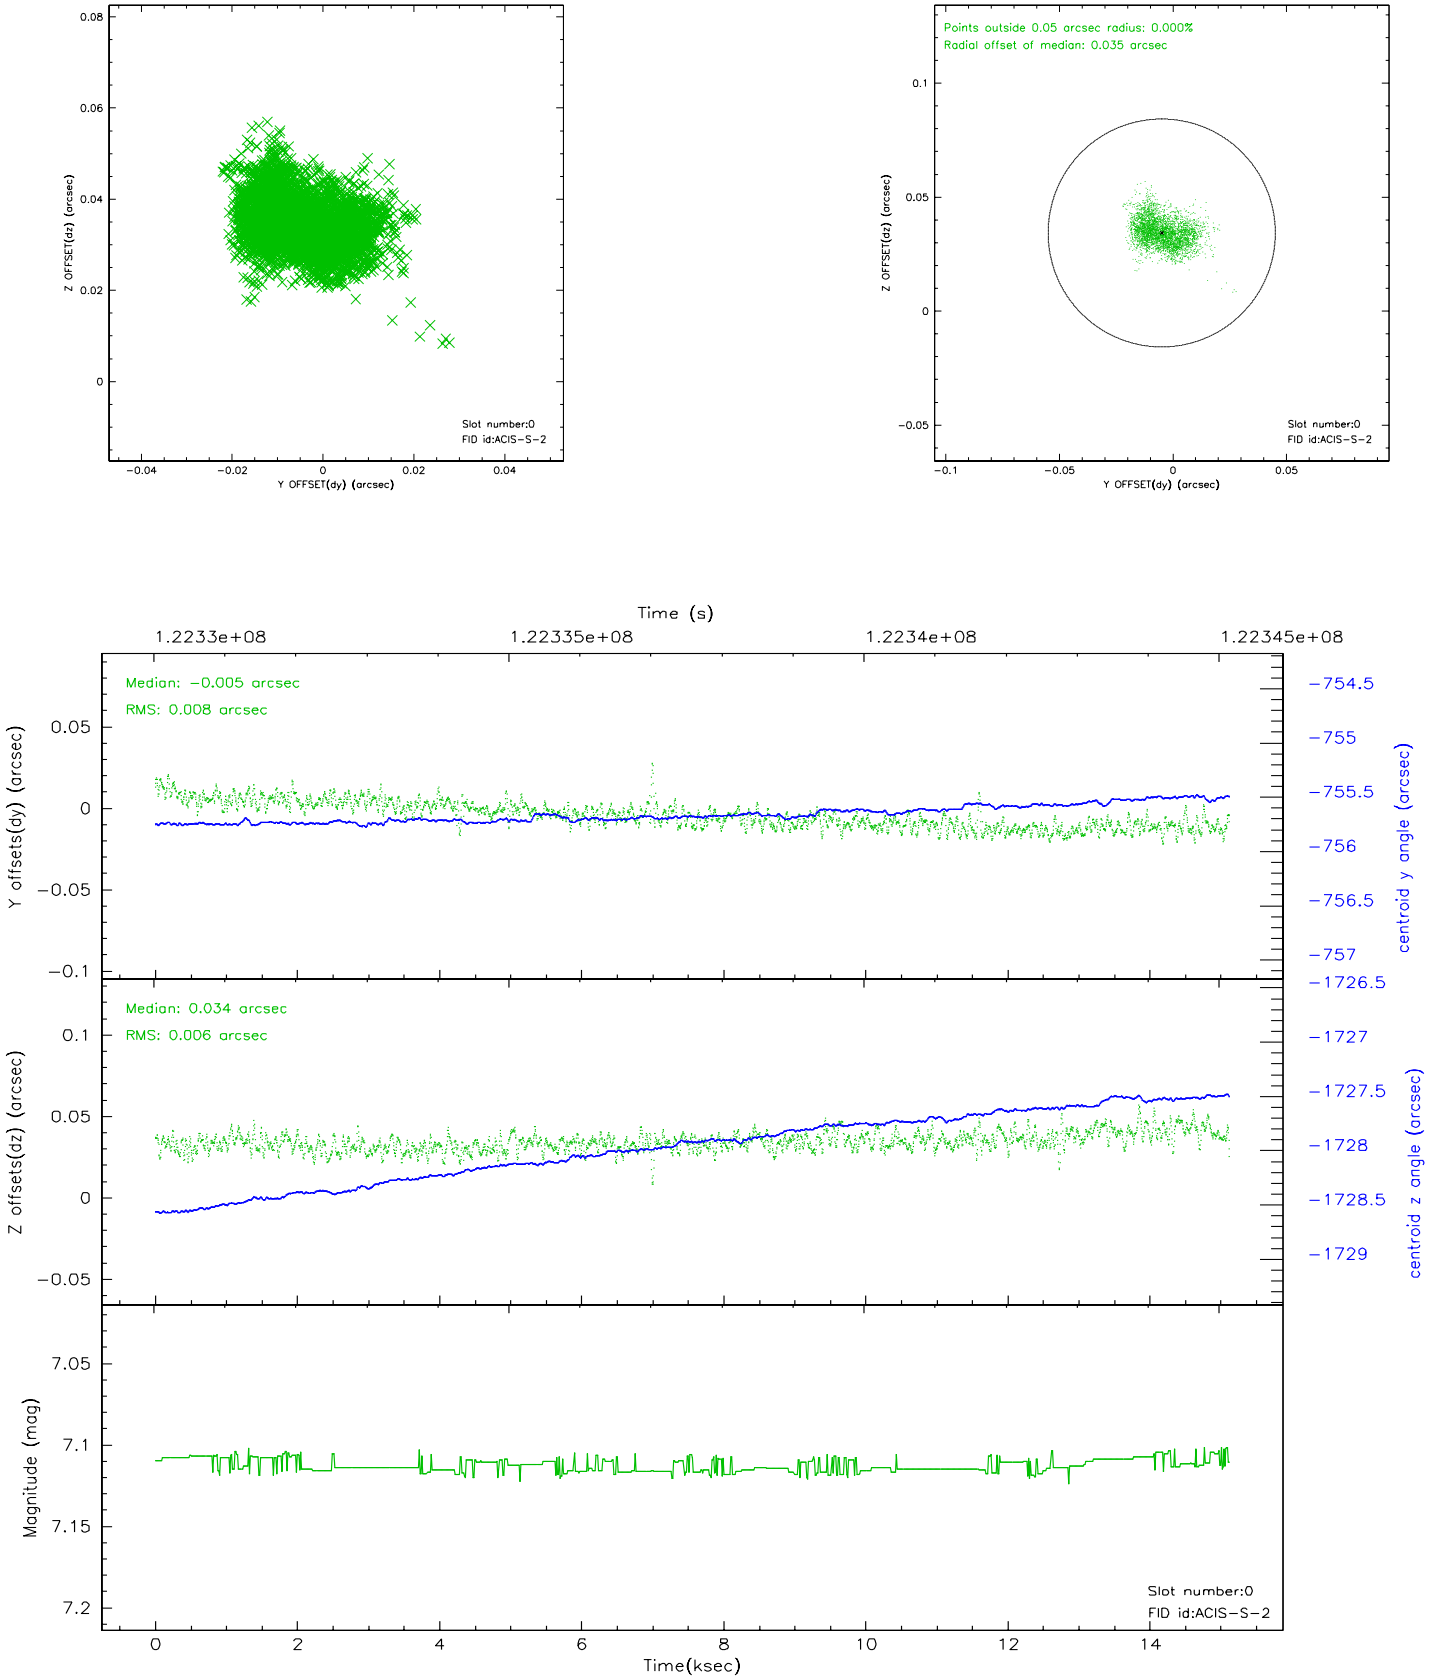 0.08
0.06
0.04
0.02
0
Z OFFSET(dz) (arcsec)
Slot number:0
FID id:ACIS-S-2
-0.04 -0.02 0 0.02 0.04
Y OFFSET(dy) (arcsec)
Points outside 0.05 arcsec radius: 0.000%
Radial offset of median: 0.035 arcsec
0.1
0.05
0
-0.05
Z OFFSET(dz) (arcsec)
Slot number:0
FID id:ACIS-S-2
-0.1 -0.05 0 0.05
Y OFFSET(dy) (arcsec)
Time (s)
1.2233e+08 1.22335e+08 1.2234e+08 1.22345e+08
Median: -0.005 arcsec
RMS: 0.008 arcsec
0.05
0
-0.05
-0.1
Y offsets(dy) (arcsec)
-754.5
-755
-755.5
-756
-756.5
-757
centroid y angle (arcsec)
Median: 0.034 arcsec
RMS: 0.006 arcsec
0.1
0.05
0
-0.05
Z offsets(dz) (arcsec)
-1726.5
-1727
-1727.5
-1728
-1728.5
-1729
centroid z angle (arcsec)
7.05
7.1
7.15
7.2
Magnitude (mag)
Slot number:0
FID id:ACIS-S-2
0 2 4 6 8 10 12 14
Time(ksec)